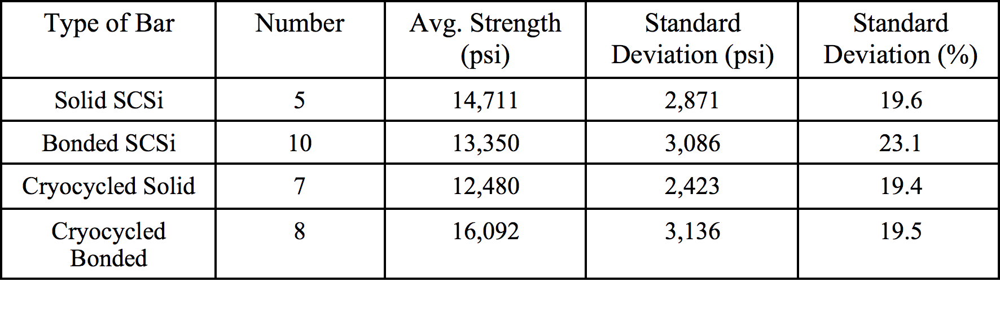 Type of Bar Number Avg. Strength (psi) Standard Deviation (psi) Standard Deviation (%)
Solid SCSi 5 14,711 2,871 19.6
Bonded SCSi 10 13,350 3,086 23.1
Cryocycled Solid 7 12,480 2,423 19.4
Cryocycled Bonded 8 16,092 3,136 19.5